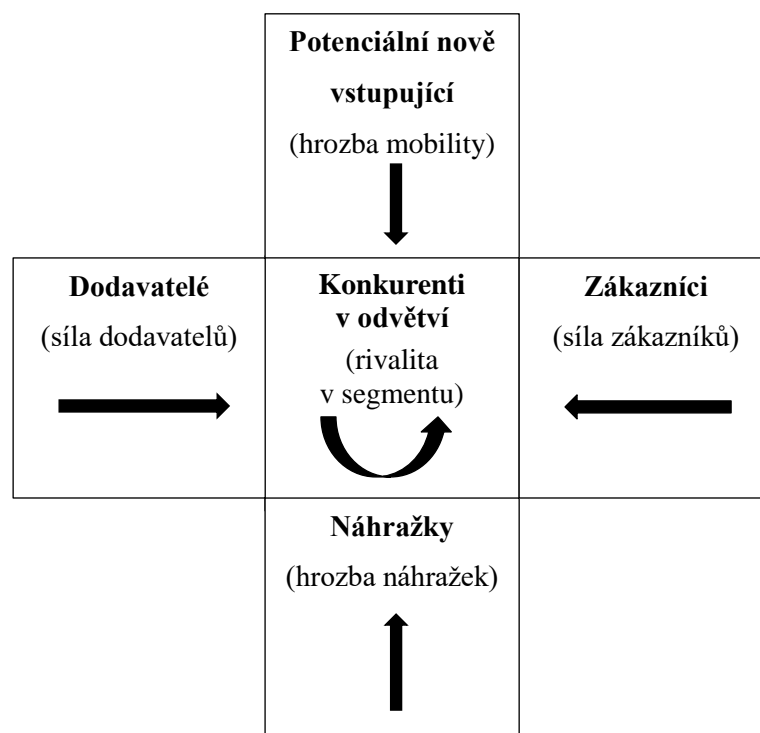 Potenciální nově
vstupující
(hrozba mobility)
Dodavatelé
(síla dodavatelů)
Konkurenti
v odvětví
(rivalita
v segmentu)
Zákazníci
(síla zákazníků)
Náhražky
(hrozba náhražek)